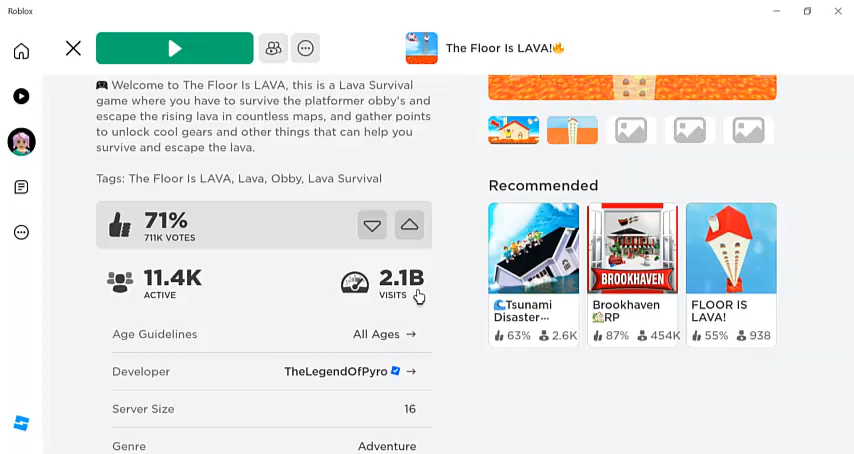 Roblox
The Floor Is LAVA!🔥
🎮 Welcome to The Floor Is LAVA, this is a Lava Survival
game where you have to survive the platformer obby's and
escape the rising lava in countless maps, and gather points
to unlock cool gears and other things that can help you
survive and escape the lava.
Tags: The Floor Is LAVA, Lava, Obby, Lava Survival
71%
711K VOTES
11.4K
ACTIVE
2.1B
VISITS
Age Guidelines
All Ages →
Developer
TheLegendOfPyro →
Server Size
16
Genre
Adventure
Recommended
BROOKHAVEN
🌊Tsunami
Disaster...
63% 2.6K
Brookhaven
🏡RP
87% 454K
FLOOR IS
LAVA!
55% 938